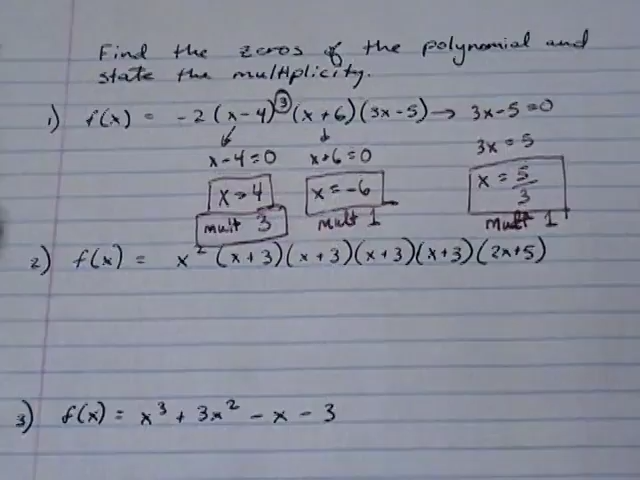 Find the zeros of the polynomial and
state the multiplicity.
1) f(x) = -2(x-4)³(x+6)(3x-5) → 3x-5=0
x-4=0 x+6=0 3x=5
x=4 x=-6 x=5/3
mult 3 mult 1 mult 1
2) f(x) = x²(x+3)(x+3)(x+3)(x+3)(2x+5)
3) f(x) = x³+3x²-x-3